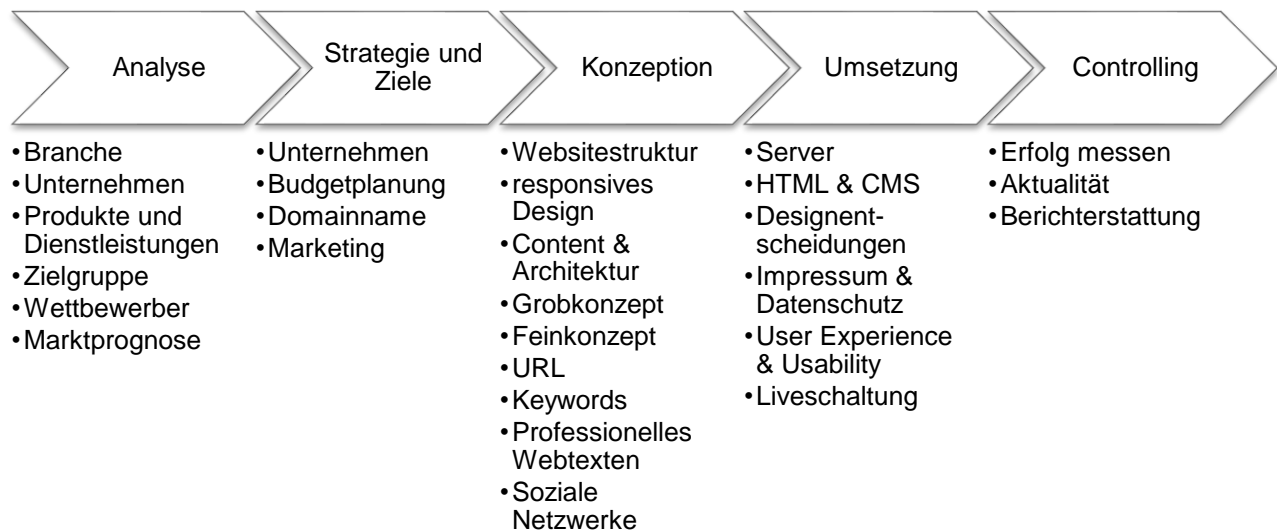 Analyse
Strategie und
Ziele
Konzeption
Umsetzung
Controlling
•Branche
•Unternehmen
•Produkte und
Dienstleistungen
•Zielgruppe
•Wettbewerber
•Marktprognose
•Unternehmen
•Budgetplanung
•Domainname
•Marketing
•Websitestruktur
•responsives
Design
•Content &
Architektur
•Grobkonzept
•Feinkonzept
•URL
•Keywords
•Professionelles
Webtexten
•Soziale
Netzwerke
•Server
•HTML & CMS
•Designent-
scheidungen
•Impressum &
Datenschutz
•User Experience
& Usability
•Liveschaltung
•Erfolg messen
•Aktualität
•Berichterstattung